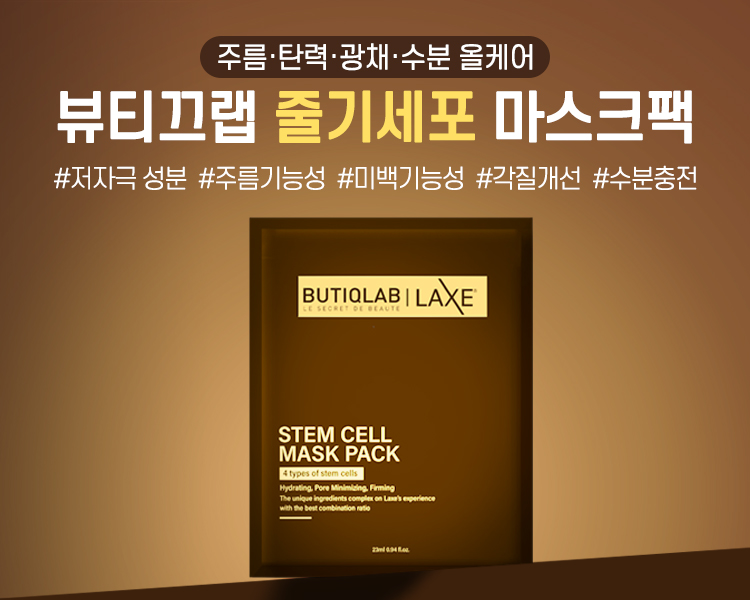 주름·탄력·광채·수분 올케어
뷰티끄랩 줄기세포 마스크팩
#저자극 성분 #주름기능성 #미백기능성 #각질개선 #수분충전
BUTIQLAB | LAXE®
LE SECRET DE BEAUTE
STEM CELL
MASK PACK
4 types of stem cells
Hydrating, Pore Minimizing, Firming
The unique ingredients complex on Laxe's experience
with the best combination ratio
23ml 0.94 fl.oz.